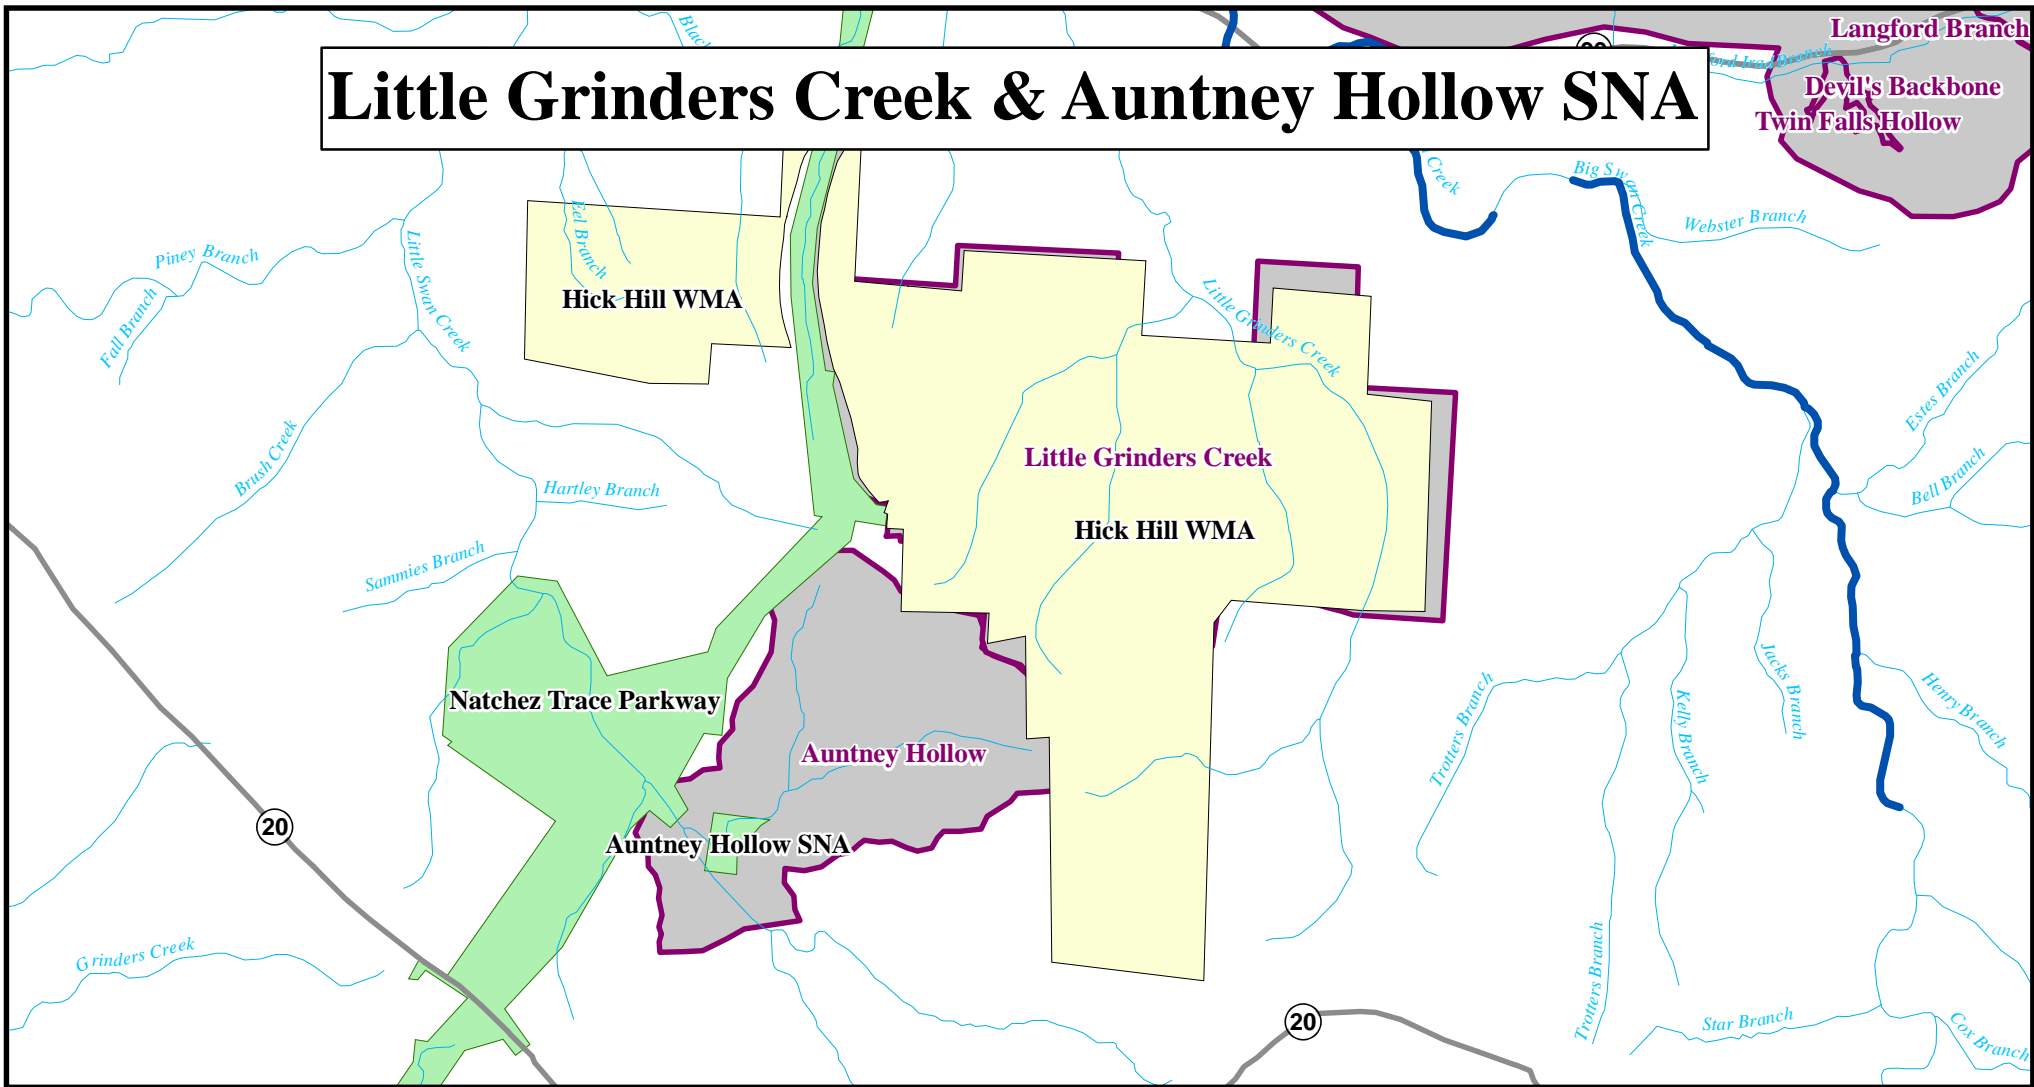 Langford Branch
Little Grinders Creek & Auntney Hollow SNA
Devil's Backbone
Twin Falls Hollow
Creek
Big Swan Creek
Webster Branch
Piney Branch
Fall Branch
Little Swan Creek
Eel Branch
Hick Hill WMA
Little Grinders Creek
Estes Branch
Brush Creek
Hartley Branch
Little Grinders Creek
Hick Hill WMA
Bell Branch
Sammies Branch
Natchez Trace Parkway
Auntney Hollow
Trotters Branch
Kelly Branch
Jacks Branch
Henry Branch
20
Auntney Hollow SNA
Grinders Creek
Trotters Branch
20
Star Branch
Cox Branch